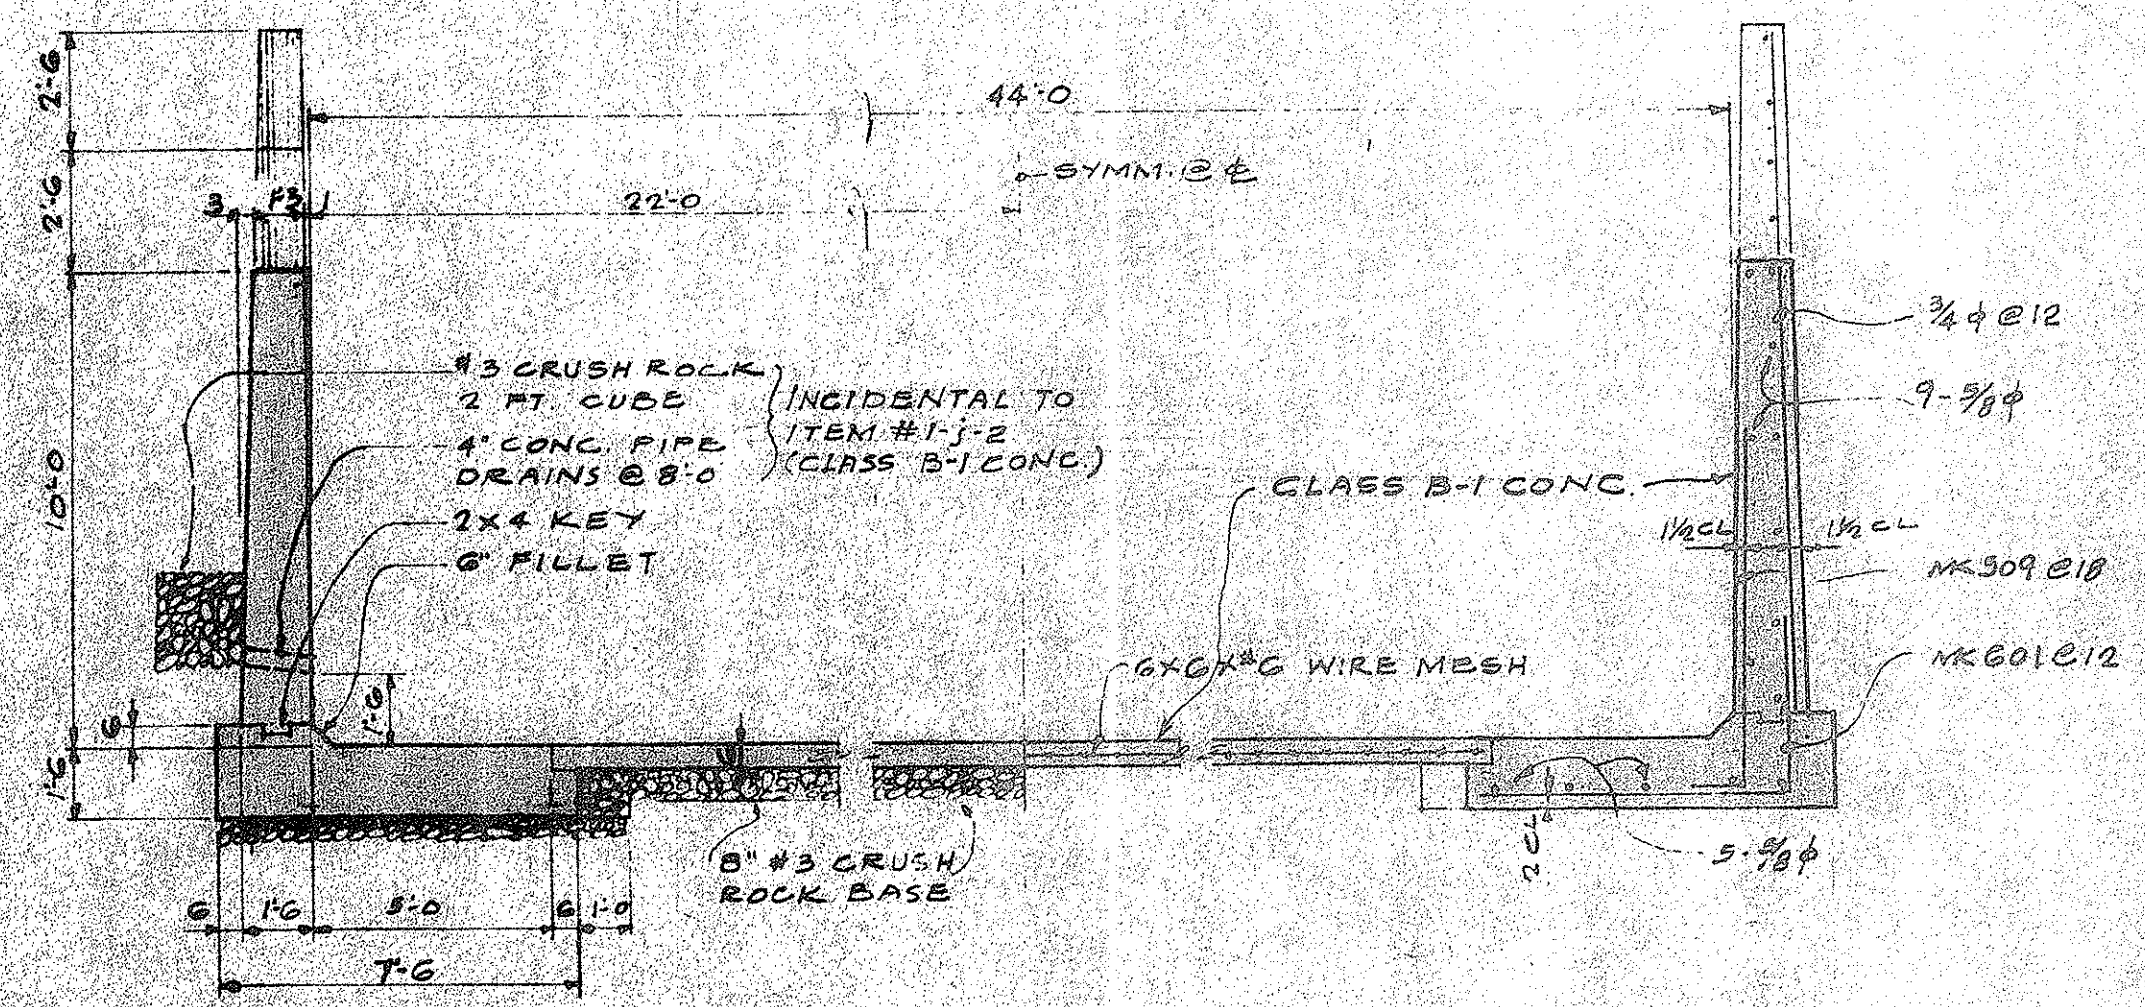 2'-6
44'-0
SYMM. @ ℄
2'-6
3
1
22'-0
3/4 ϕ @ 12
#3 CRUSH ROCK
2 FT. CUBE
4" CONC. PIPE
DRAINS @ 8'-0
INCIDENTAL TO
ITEM #1-j-2
(CLASS B-1 CONC.)
9-5/8 ϕ
10'-0
CLASS B-1 CONC.
2X4 KEY
6" FILLET
1½ CL
1½ CL
MK 509 @ 18
MK 601 @ 12
6X6X#6 WIRE MESH
1'-6
6
1'-6
8" #3 CRUSH
ROCK BASE
2 CL
5-5/8 ϕ
6
1'-6
5'-0
6
1'-0
7'-6